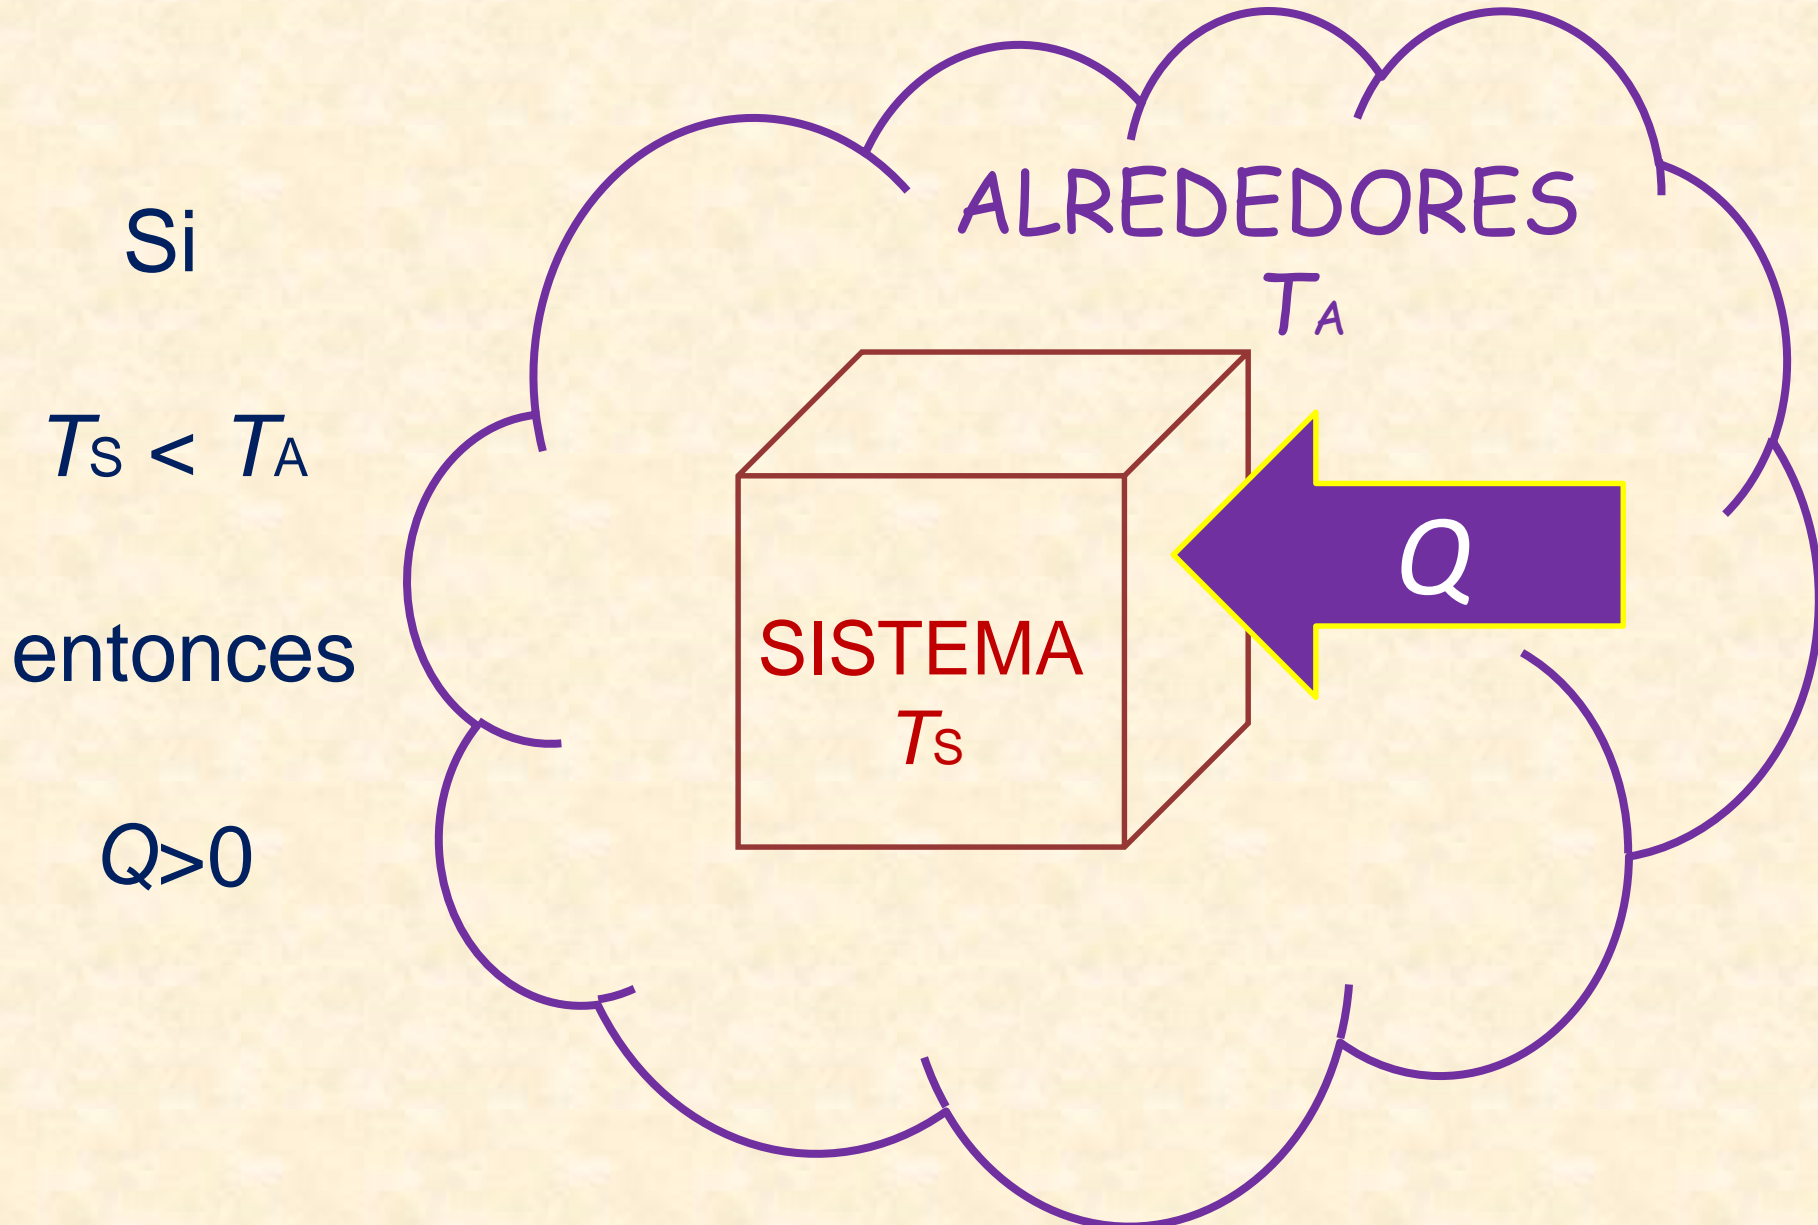 Si
TS < TA
entonces
Q>0
ALREDEDORES
TA
SISTEMA
TS
Q